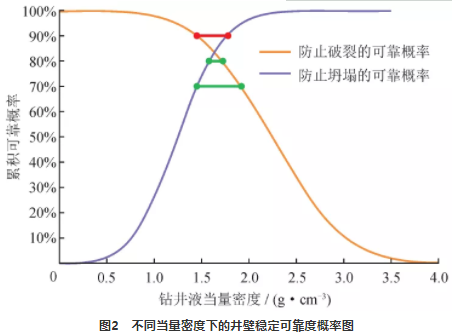 100%
90%
80%
70%
60%
50%
40%
30%
20%
10%
累积可靠概率
防止破裂的可靠概率
防止坍塌的可靠概率
0 0.5 1.0 1.5 2.0 2.5 3.0 3.5 4.0
钻井液当量密度 / (g·cm⁻³)
图2 不同当量密度下的井壁稳定可靠度概率图